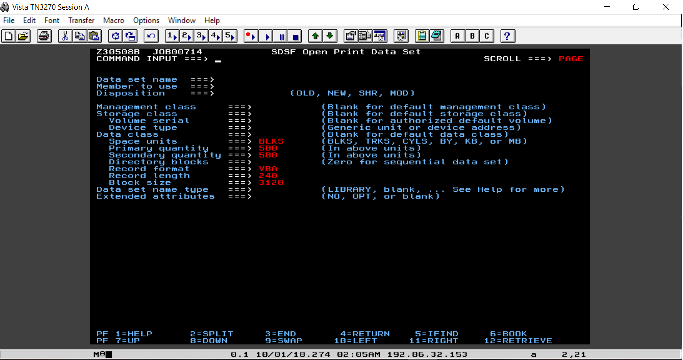 Vista TN3270 Session A
File Edit Font Transfer Macro Options Window Help
1 2 3 4 5 A B C ?
Z30508B JOB00714 SDSF Open Print Data Set
COMMAND INPUT ===> _ SCROLL ===> PAGE
Data set name ===>
Member to use ===>
Disposition ===> (OLD, NEW, SHR, MOD)
Management class ===> (Blank for default management class)
Storage class ===> (Blank for default storage class)
Volume serial ===> (Blank for authorized default volume)
Device type ===> (Generic unit or device address)
Data class ===> (Blank for default data class)
Space units ===> BLKS (BLKS, TRKS, CYLS, BY, KB, or MB)
Primary quantity ===> 500 (In above units)
Secondary quantity ===> 500 (In above units)
Directory blocks ===> (Zero for sequential data set)
Record format ===> VBA
Record length ===> 240
Block size ===> 3120
Data set name type ===> (LIBRARY, blank, ... See Help for more)
Extended attributes ===> (NO, OPT, or blank)
PF 1=HELP 2=SPLIT 3=END 4=RETURN 5=IFIND 6=BOOK
PF 7=UP 8=DOWN 9=SWAP 10=LEFT 11=RIGHT 12=RETRIEVE
0.1 10/01/18.274 02:05AM 192.86.32.153 a 2,21